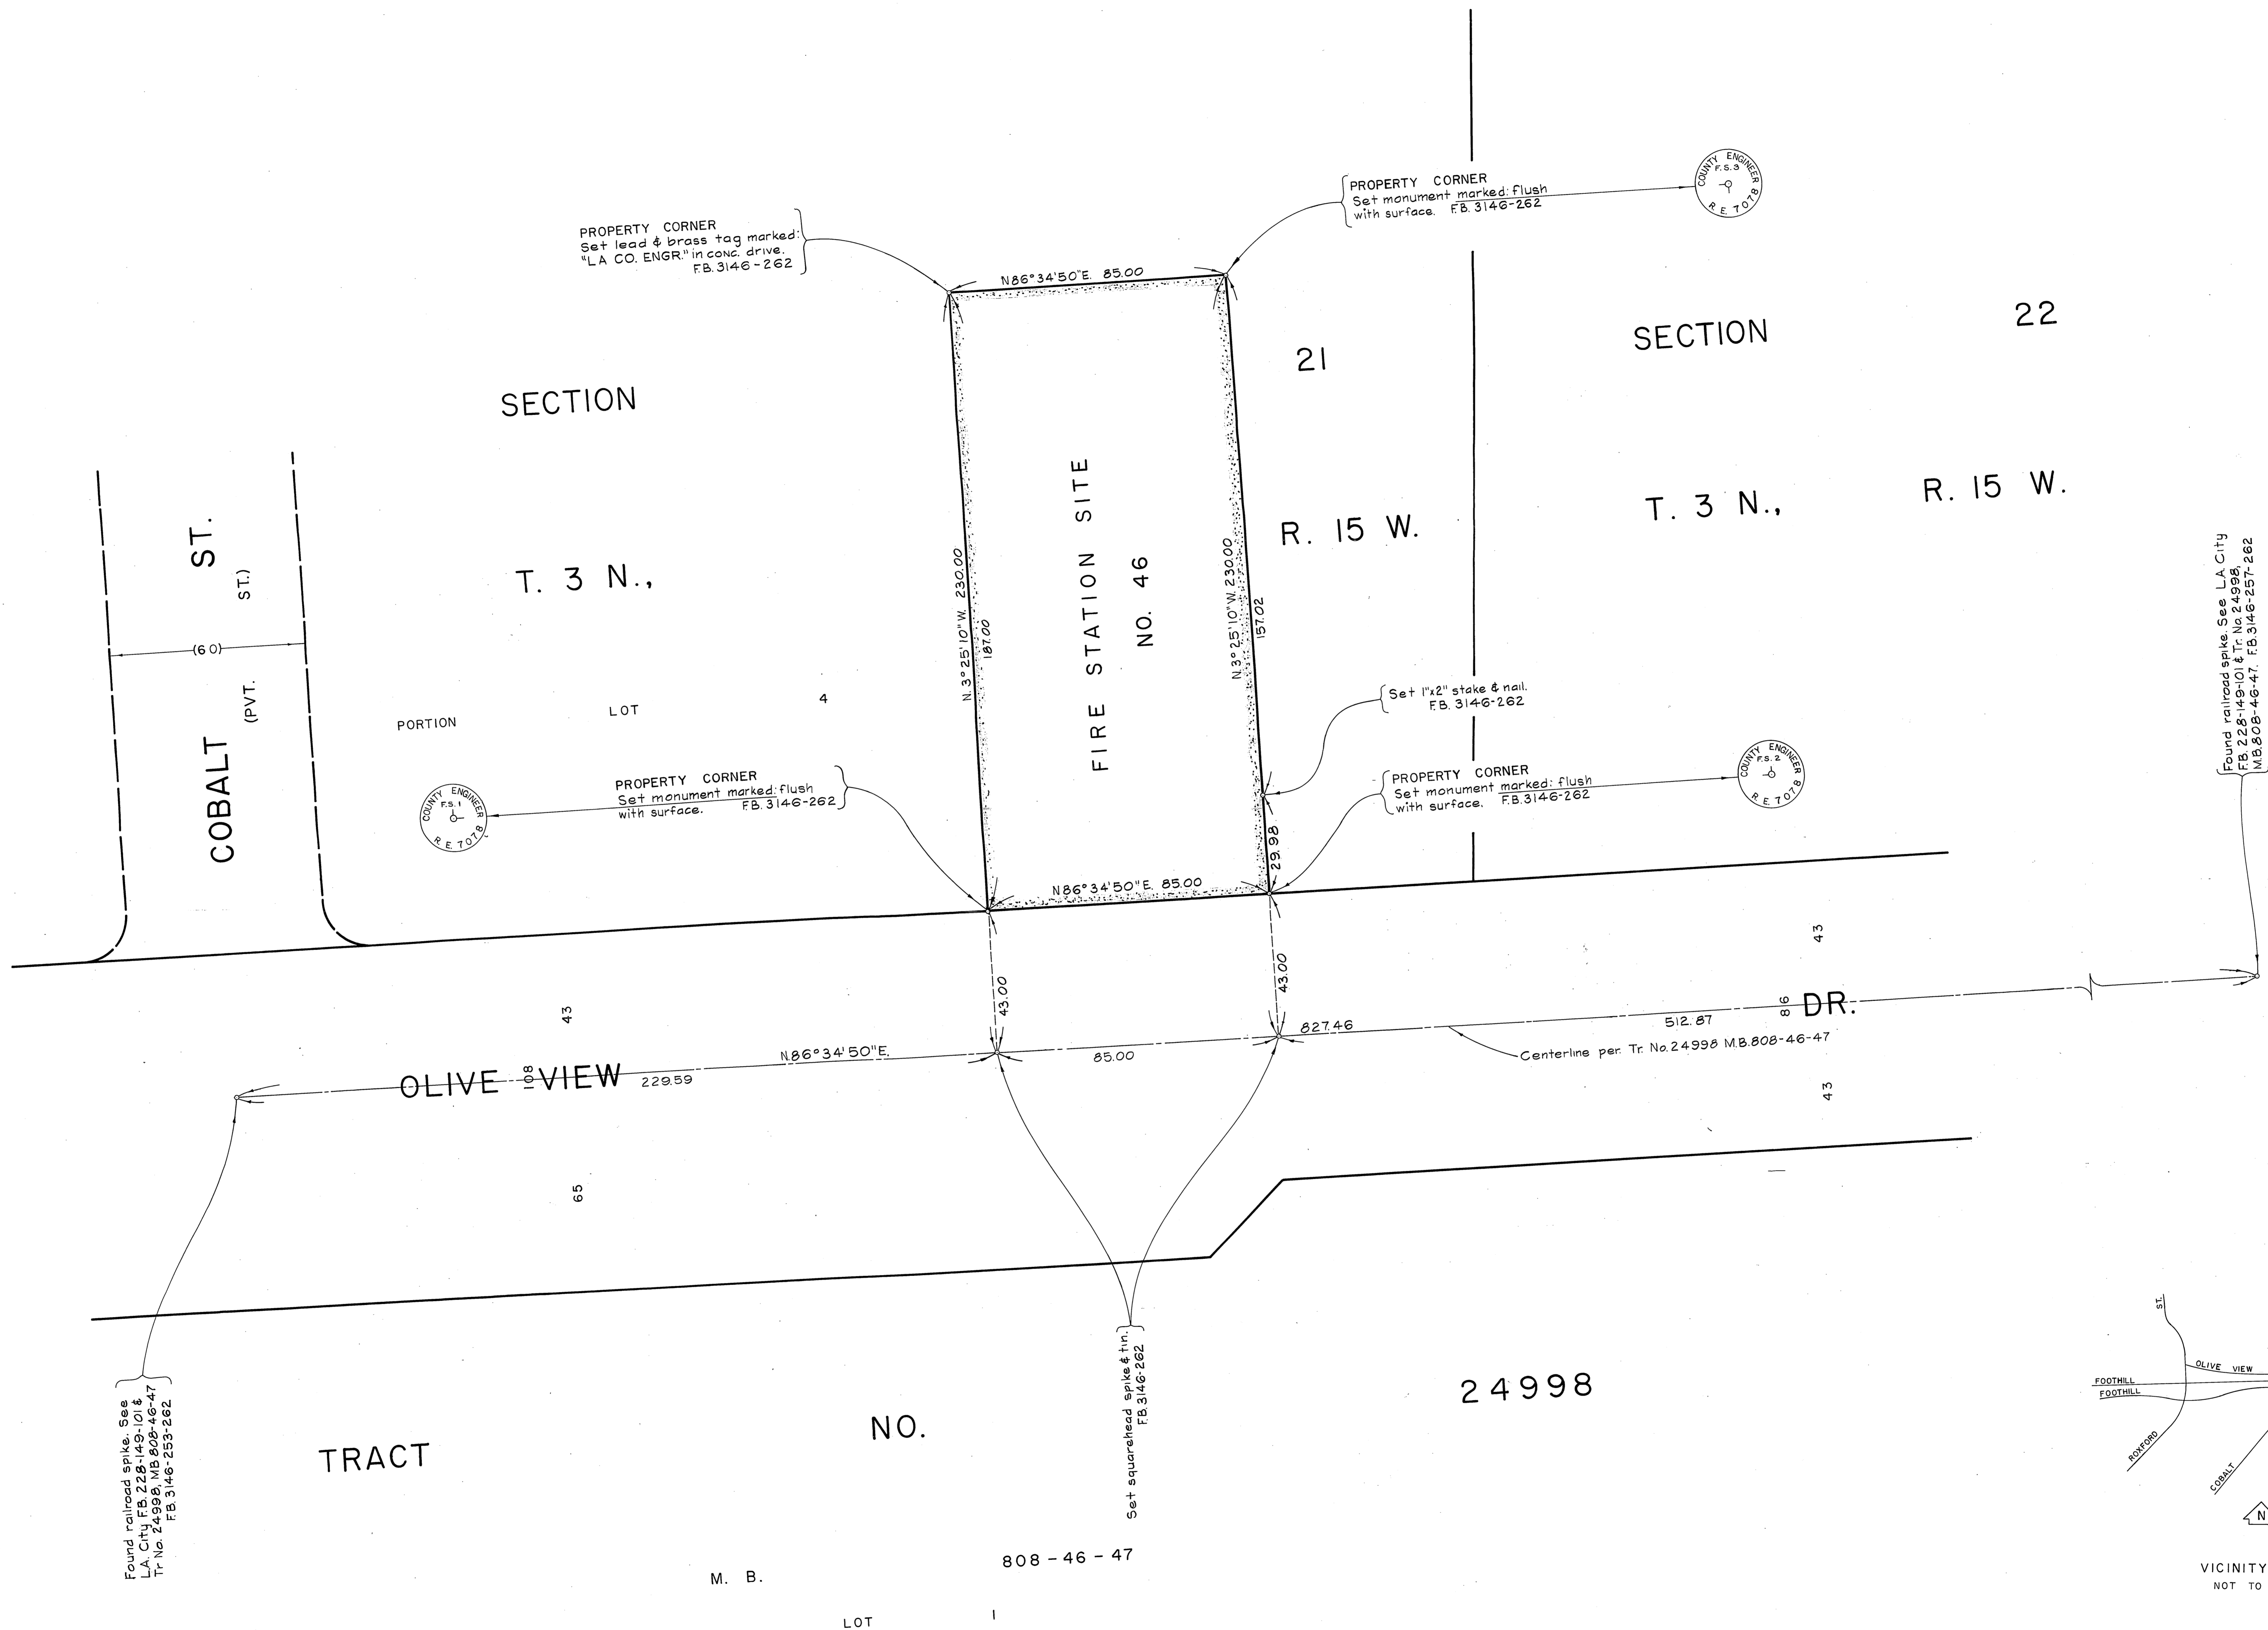 PROPERTY CORNER
Set lead & brass tag marked:
"LA CO. ENGR." in conc. drive.
F.B. 3146-262
PROPERTY CORNER
Set monument marked: flush
with surface. F.B. 3146-262
COUNTY ENGINEER
F.S. 3
R.E. 7078
N86°34'50"E. 85.00
SECTION
21
SECTION
22
T. 3 N.,
R. 15 W.
T. 3 N.,
R. 15 W.
FIRE STATION SITE
NO. 46
N. 3°25'10"W. 230.00
187.00
N. 3°25'10"W. 230.00
157.02
29.98
COBALT ST.
(PVT. ST.)
(60)
PORTION LOT 4
Set 1"x2" stake & nail.
F.B. 3146-262
PROPERTY CORNER
Set monument marked: flush
with surface. F.B. 3146-262
COUNTY ENGINEER
F.S. 1
R.E. 7078
PROPERTY CORNER
Set monument marked: flush
with surface. F.B. 3146-262
COUNTY ENGINEER
F.S. 2
R.E. 7078
N86°34'50"E. 85.00
Found railroad spike. See L.A. City
F.B. 228-149-101 & Tr. No. 24998,
M.B. 808-46-47. F.B. 3146-257-262
43
43
43.00
43.00
OLIVE VIEW DR.
108
86
N.86°34'50"E.
229.59
85.00
827.46
512.87
Centerline per. Tr. No. 24998 M.B. 808-46-47
65
43
Found railroad spike. See
L.A. City F.B. 228-149-101 &
Tr No. 24998, MB 808-46-47
F.B. 3146-253-262
Set squarehead spike & tin.
F.B. 3146-262
TRACT NO. 24998
M. B. 808-46-47
LOT 1
ST.
OLIVE VIEW
FOOTHILL
FOOTHILL
ROXFORD
COBALT
N
VICINITY
NOT TO